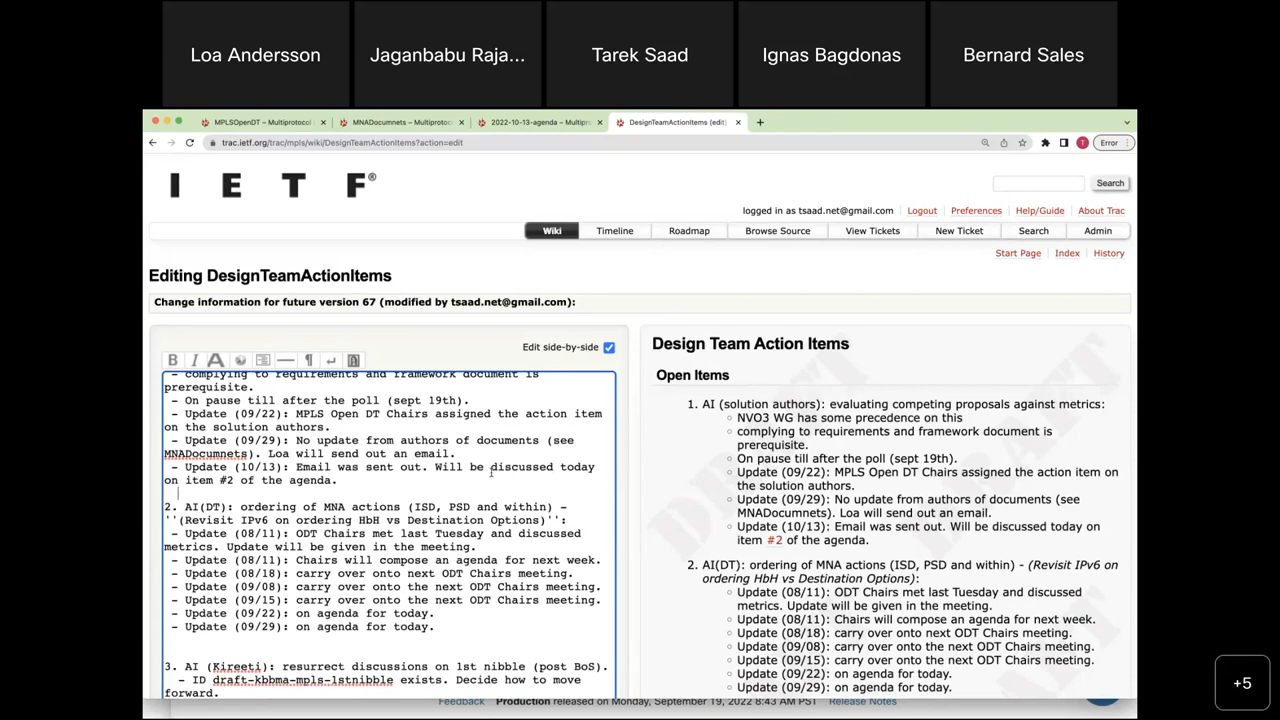 Loa Andersson
Jaganbabu Raja...
Tarek Saad
Ignas Bagdonas
Bernard Sales
MPLSOpenDT – Multiprotocol
MNADocumnets – Multiprotoc
2022-10-13-agenda – Multipro
DesignTeamActionItems (edit)
trac.ietf.org/trac/mpls/wiki/DesignTeamActionItems?action=edit
T
Error
I E T F®
Search
logged in as tsaad.net@gmail.com
Logout
Preferences
Help/Guide
About Trac
Wiki
Timeline
Roadmap
Browse Source
View Tickets
New Ticket
Search
Admin
Start Page
Index
History
Editing DesignTeamActionItems
Change information for future version 67 (modified by tsaad.net@gmail.com):
Edit side-by-side
B I A
- complying to requirements and framework document is
prerequisite.
- On pause till after the poll (sept 19th).
- Update (09/22): MPLS Open DT Chairs assigned the action item
on the solution authors.
- Update (09/29): No update from authors of documents (see
MNADocumnets). Loa will send out an email.
- Update (10/13): Email was sent out. Will be discussed today
on item #2 of the agenda.
2. AI(DT): ordering of MNA actions (ISD, PSD and within) -
''(Revisit IPv6 on ordering HbH vs Destination Options)'':
- Update (08/11): ODT Chairs met last Tuesday and discussed
metrics. Update will be given in the meeting.
- Update (08/11): Chairs will compose an agenda for next week.
- Update (08/18): carry over onto next ODT Chairs meeting.
- Update (09/08): carry over onto the next ODT Chairs meeting.
- Update (09/15): carry over onto the next ODT Chairs meeting.
- Update (09/22): on agenda for today.
- Update (09/29): on agenda for today.
3. AI (Kireeti): resurrect discussions on 1st nibble (post BoS).
- ID draft-kbbma-mpls-1stnibble exists. Decide how to move
forward.
Design Team Action Items
Open Items
1. AI (solution authors): evaluating competing proposals against metrics:
NVO3 WG has some precedence on this
complying to requirements and framework document is
prerequisite.
On pause till after the poll (sept 19th).
Update (09/22): MPLS Open DT Chairs assigned the action item on
the solution authors.
Update (09/29): No update from authors of documents (see
MNADocumnets). Loa will send out an email.
Update (10/13): Email was sent out. Will be discussed today on
item #2 of the agenda.
2. AI(DT): ordering of MNA actions (ISD, PSD and within) - (Revisit IPv6 on
ordering HbH vs Destination Options):
Update (08/11): ODT Chairs met last Tuesday and discussed
metrics. Update will be given in the meeting.
Update (08/11): Chairs will compose an agenda for next week.
Update (08/18): carry over onto next ODT Chairs meeting.
Update (09/08): carry over onto the next ODT Chairs meeting.
Update (09/15): carry over onto the next ODT Chairs meeting.
Update (09/22): on agenda for today.
Update (09/29): on agenda for today.
DRAFT
DRAFT
Feedback
Production released on Monday, September 19, 2022 8:43 AM PST
Release Notes
+5